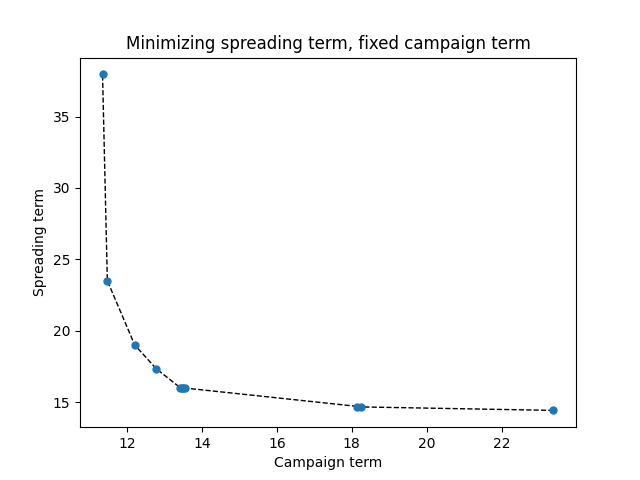 Minimizing spreading term, fixed campaign term
35
30
25
20
15
Spreading term
12 14 16 18 20 22
Campaign term